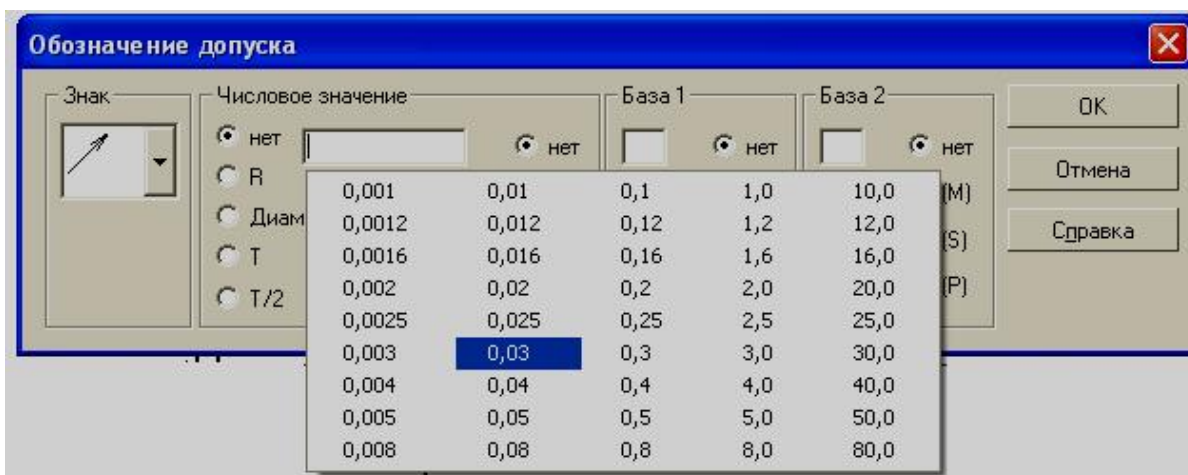 Обозначение допуска
Знак Числовое значение База 1 База 2 OK
нет нет нет нет
R Отмена
0,001 0,01 0,1 1,0 10,0 (M)
Диам
0,0012 0,012 0,12 1,2 12,0 Справка
T 0,0016 0,016 0,16 1,6 16,0 (S)
T/2 0,002 0,02 0,2 2,0 20,0 (P)
0,0025 0,025 0,25 2,5 25,0
0,003 0,03 0,3 3,0 30,0
0,004 0,04 0,4 4,0 40,0
0,005 0,05 0,5 5,0 50,0
0,008 0,08 0,8 8,0 80,0